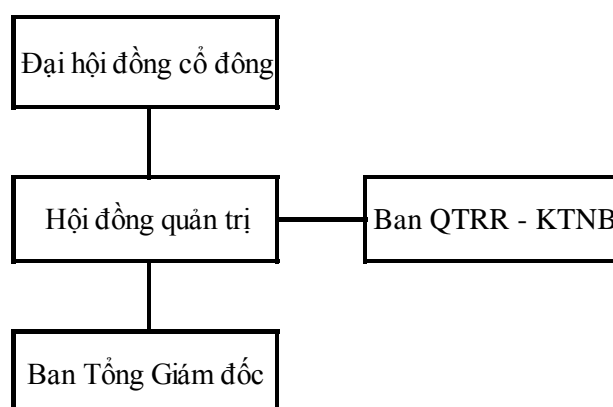 Đại hội đồng cổ đông
Hội đồng quản trị
Ban QTRR - KTNB
Ban Tổng Giám đốc